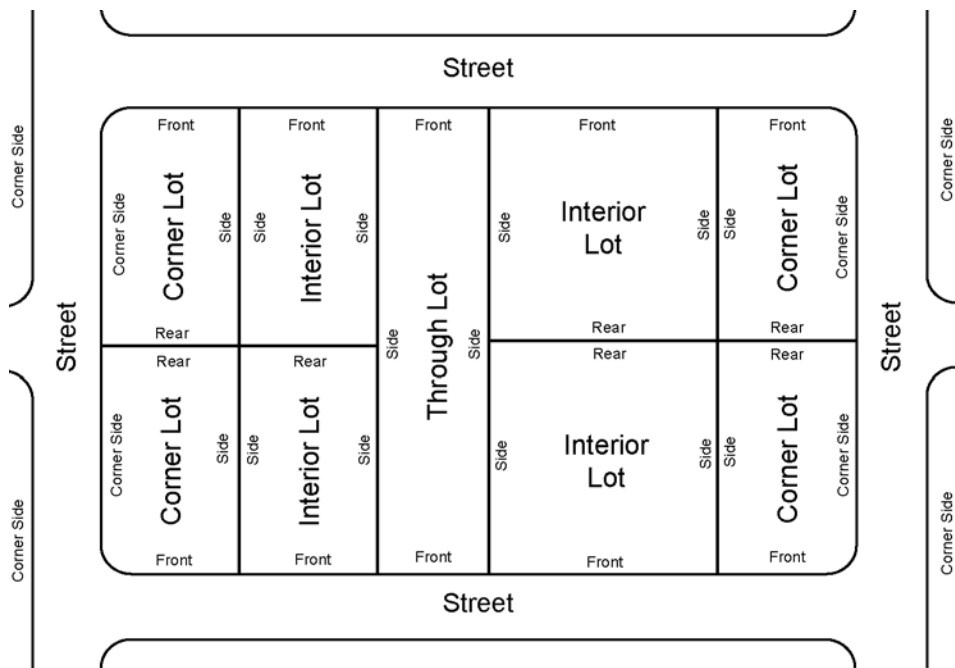 Street
Corner Side
Corner Side
Front
Front
Front
Front
Front
Corner Side
Corner Lot
Side
Side
Interior Lot
Side
Side
Interior
Lot
Side
Side
Corner Lot
Corner Side
Rear
Rear
Rear
Street
Side
Through Lot
Side
Street
Rear
Rear
Rear
Rear
Corner Side
Corner Side
Corner Lot
Side
Side
Interior Lot
Side
Side
Interior
Lot
Side
Side
Corner Lot
Corner Side
Corner Side
Front
Front
Front
Front
Front
Street